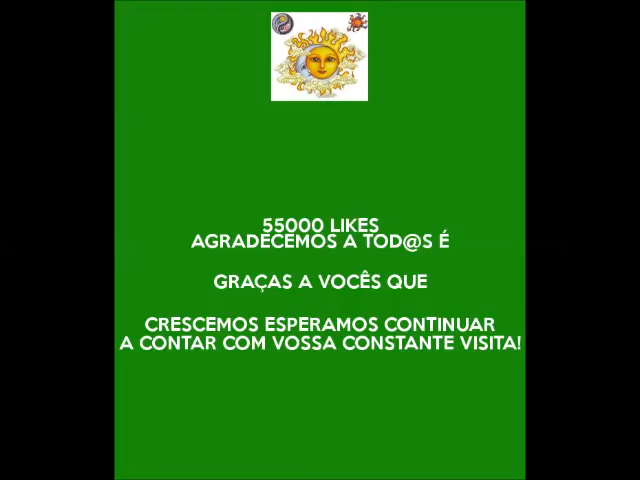 55000 LIKES
AGRADECEMOS A TOD@S É
GRAÇAS A VOCÊS QUE
CRESCEMOS ESPERAMOS CONTINUAR
A CONTAR COM VOSSA CONSTANTE VISITA!